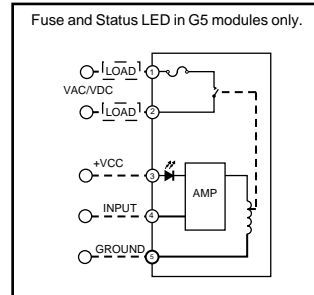 Fuse and Status LED in G5 modules only.
LOAD 1
VAC/VDC
LOAD 2
+VCC 3
AMP
INPUT 4
GROUND 5